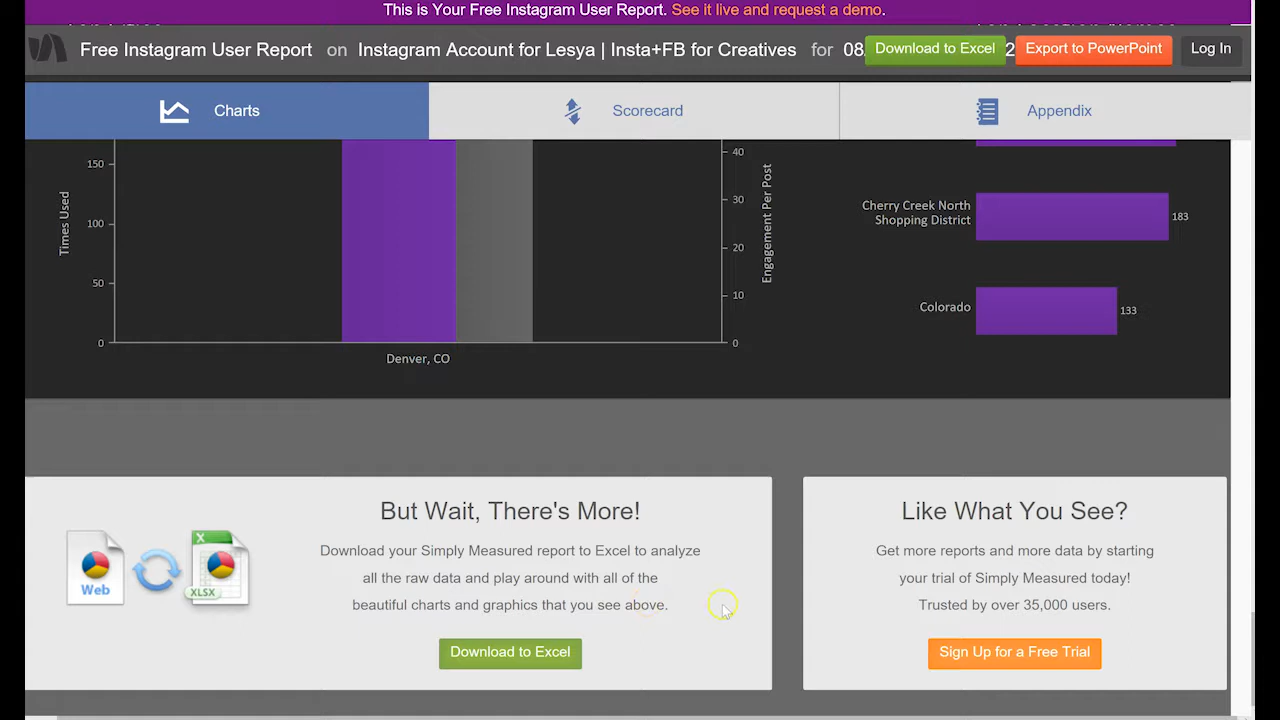 This is Your Free Instagram User Report. See it live and request a demo.
Free Instagram User Report on Instagram Account for Lesya | Insta+FB for Creatives for 08
Download to Excel
2
Export to PowerPoint
Log In
Charts
Scorecard
Appendix
150
100
50
0
Times Used
40
30
20
10
0
Engagement Per Post
Denver, CO
Cherry Creek North
Shopping District
183
Colorado
133
But Wait, There's More!
Download your Simply Measured report to Excel to analyze
all the raw data and play around with all of the
beautiful charts and graphics that you see above.
Web
X
XLSX
Download to Excel
Like What You See?
Get more reports and more data by starting
your trial of Simply Measured today!
Trusted by over 35,000 users.
Sign Up for a Free Trial